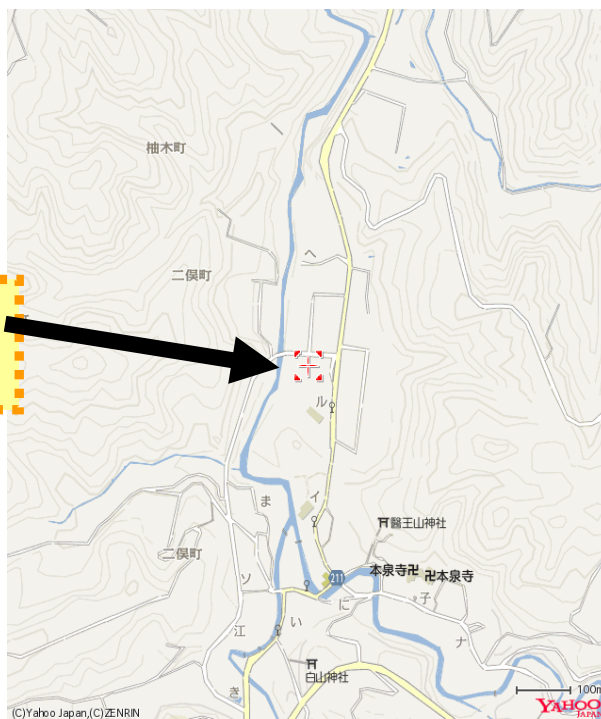 柚木町
へ
二俣町
ル
ま
イ
醫王山神社
二俣町
本泉寺
本泉寺
211
ソ
子
に
い
江
ナ
白山神社
き
100m
(C)Yahoo Japan,(C)ZENRIN
YAHOO!
JAPAN